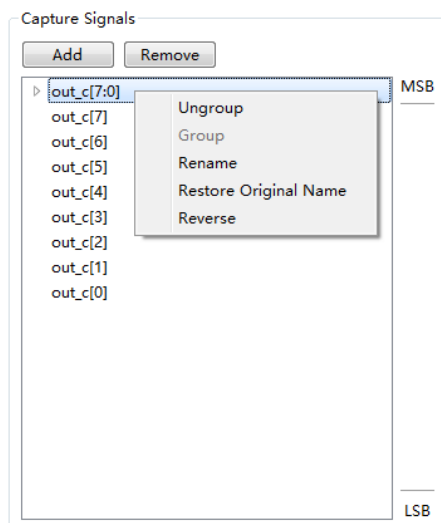 Capture Signals
Add Remove
out_c[7:0]
out_c[7]
out_c[6]
out_c[5]
out_c[4]
out_c[3]
out_c[2]
out_c[1]
out_c[0]
Ungroup
Group
Rename
Restore Original Name
Reverse
MSB
LSB